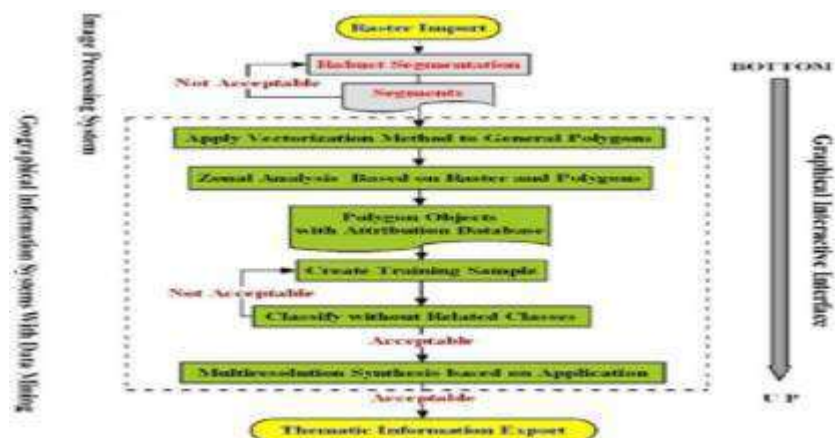 Raster Import
Robust Segmentation
Not Acceptable
Segments
Apply Vectorization Method to General Polygons
Zonal Analysis Based on Raster and Polygons
Polygon Objects
with Attribution Database
Create Training Sample
Not Acceptable
Classify without Related Classes
Acceptable
Multiresolution Synthesis based on Application
Acceptable
Thematic Information Export
Image Processing System
Geographical Information Systems With Data Mining
BOTTOM
Graphical Interactive Interface
UP